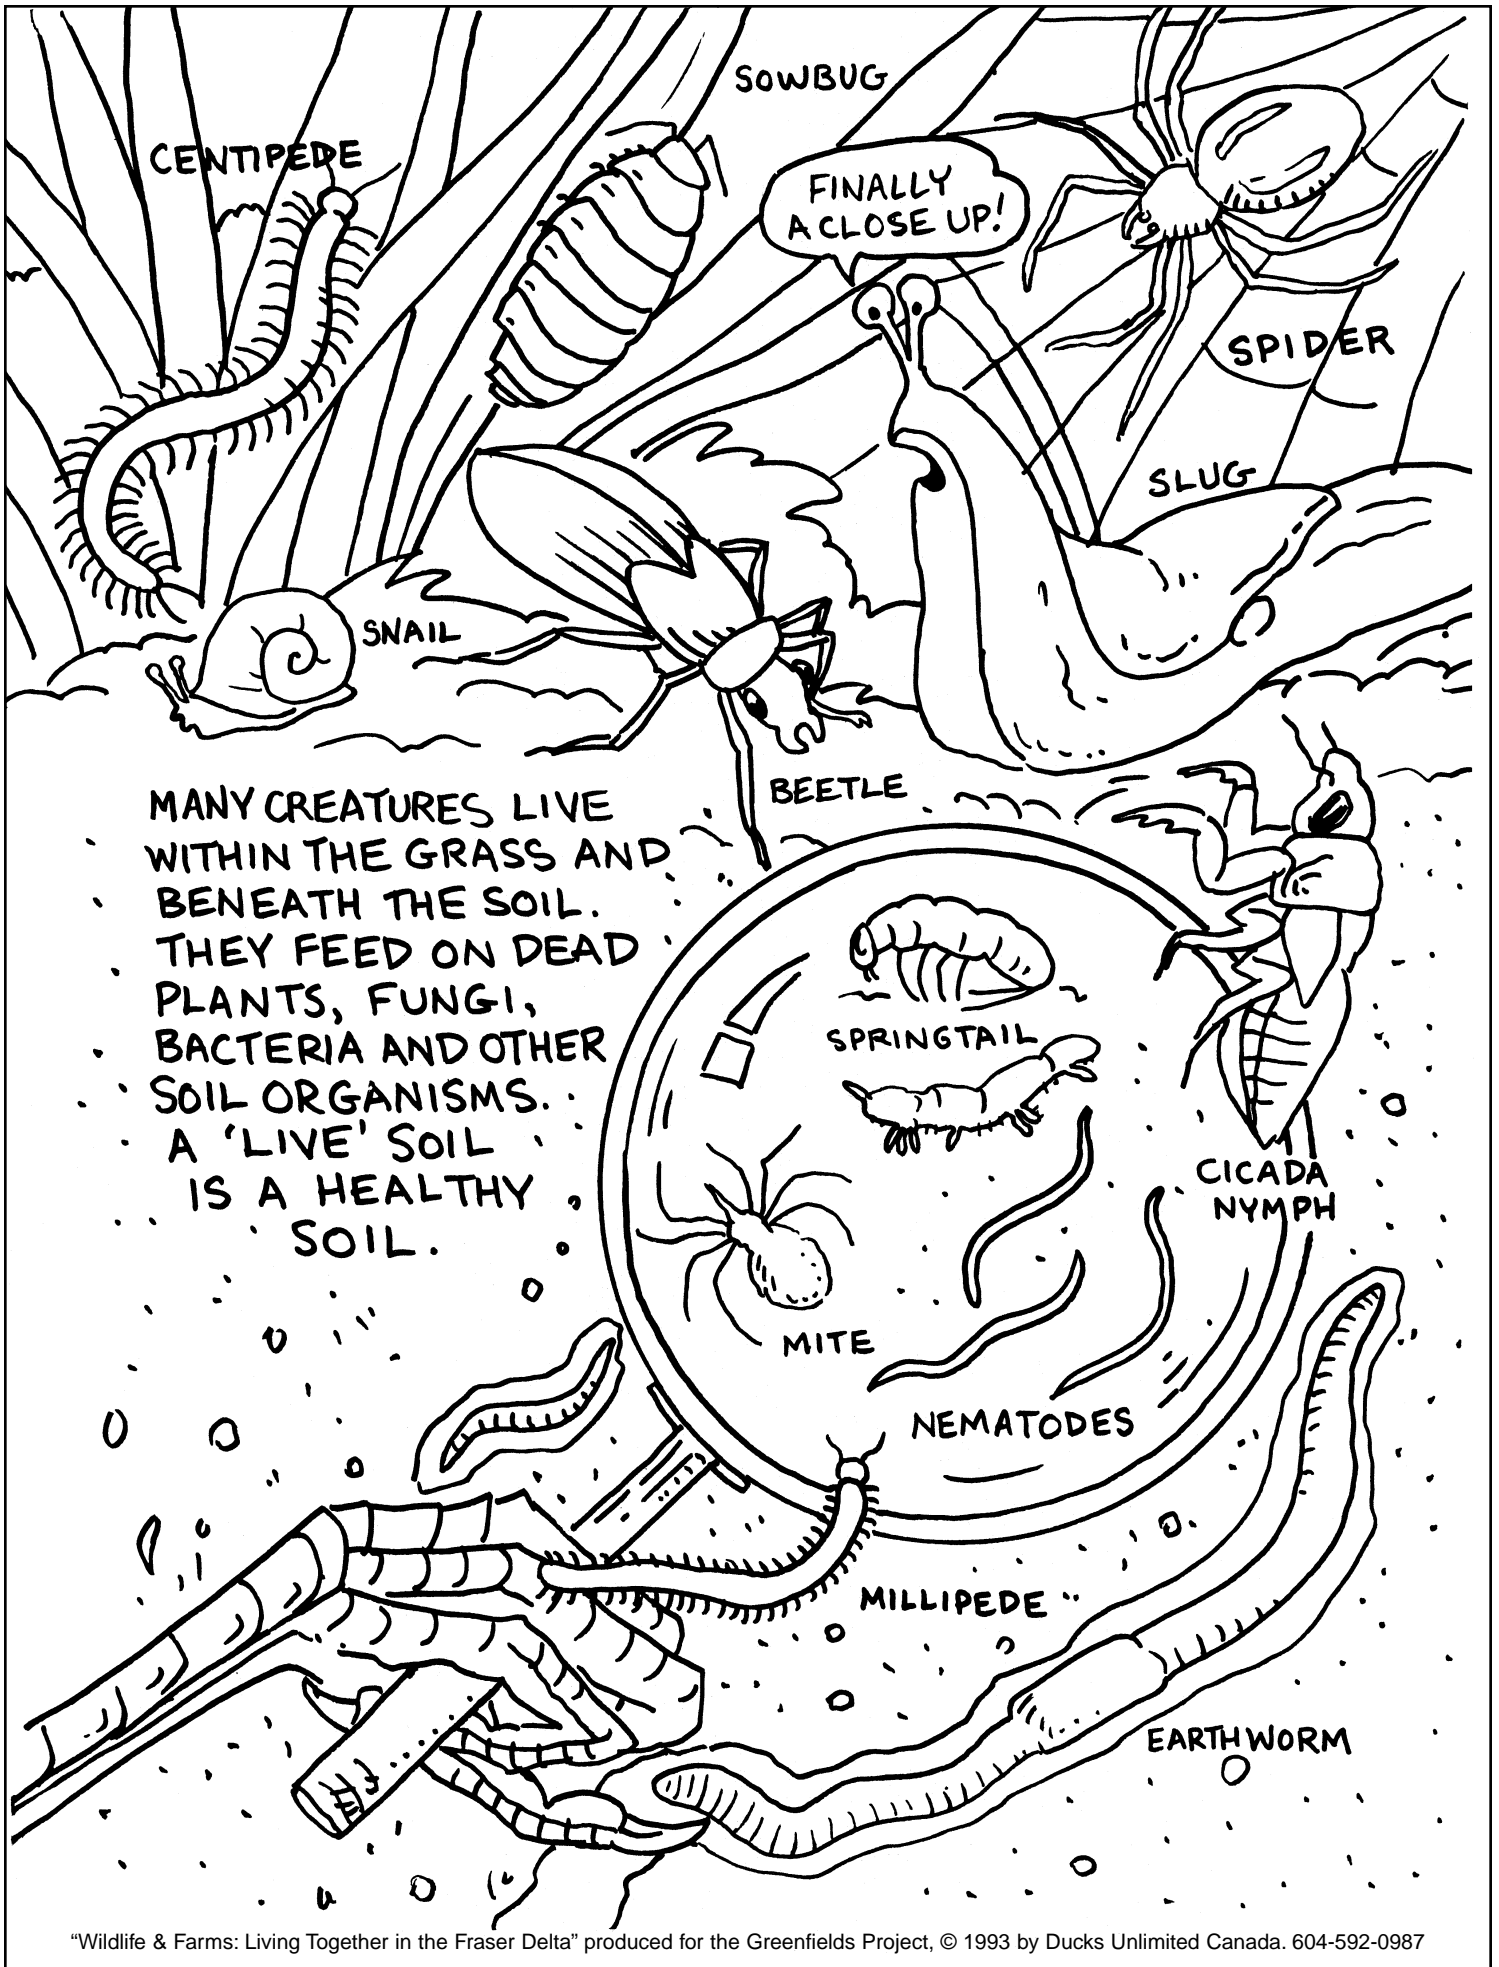 SOWBUG
CENTIPEDE
FINALLY
A CLOSE UP!
SPIDER
SLUG
SNAIL
BEETLE
MANY CREATURES LIVE
WITHIN THE GRASS AND
BENEATH THE SOIL.
THEY FEED ON DEAD
PLANTS, FUNGI,
BACTERIA AND OTHER
SOIL ORGANISMS.
A 'LIVE' SOIL
IS A HEALTHY
SOIL.
SPRINGTAIL
CICADA
NYMPH
MITE
NEMATODES
MILLIPEDE
EARTHWORM
“Wildlife & Farms: Living Together in the Fraser Delta” produced for the Greenfields Project, © 1993 by Ducks Unlimited Canada. 604-592-0987